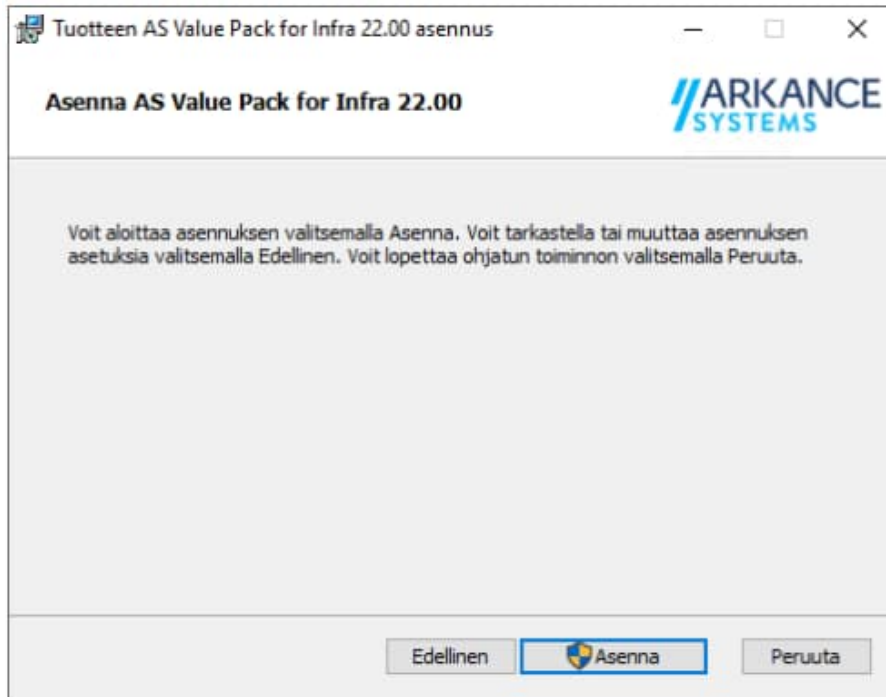 Tuotteen AS Value Pack for Infra 22.00 asennus
Asenna AS Value Pack for Infra 22.00
ARKANCE
SYSTEMS
Voit aloittaa asennuksen valitsemalla Asenna. Voit tarkastella tai muuttaa asennuksen
asetuksia valitsemalla Edellinen. Voit lopettaa ohjatun toiminnon valitsemalla Peruuta.
Edellinen
Asenna
Peruuta